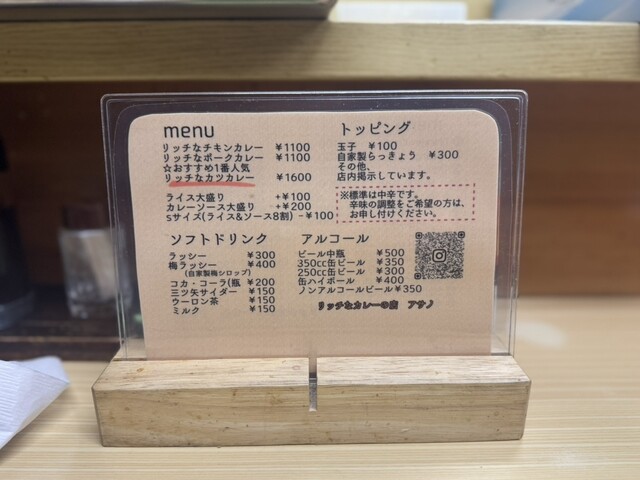 menu
リッチなチキンカレー ¥1100
リッチなポークカレー ¥1100
☆おすすめ1番人気
リッチなカツカレー ¥1600
ライス大盛り +¥100
カレーソース大盛り +¥200
Sサイズ(ライス&ソース8割) -¥100
トッピング
玉子 ¥100
自家製らっきょう ¥300
その他、
店内掲示しています。
※標準は中辛です。
辛味の調整をご希望の方は、
お申し付けください。
ソフトドリンク
ラッシー ¥300
梅ラッシー ¥400
(自家製梅シロップ)
コカ・コーラ(瓶 ¥200
三ツ矢サイダー ¥150
ウーロン茶 ¥150
ミルク ¥150
アルコール
ビール中瓶 ¥500
350cc缶ビール ¥350
250cc缶ビール ¥300
缶ハイボール ¥400
ノンアルコールビール ¥350
リッチなカレーの店 アサノ